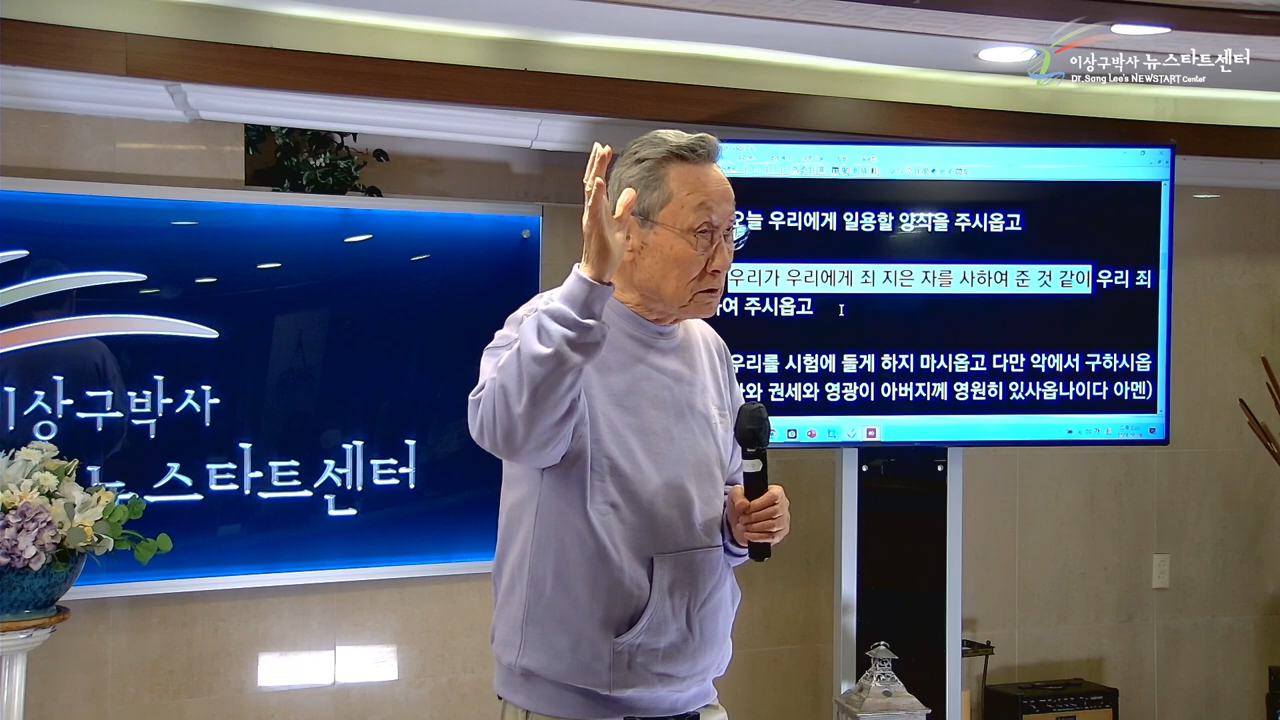 이상구박사 뉴스타트센터
Dr. Sang Lee's NEWSTART Center
오늘 우리에게 일용할 양식을 주시옵고
우리가 우리에게 죄 지은 자를 사하여 준 것 같이 우리 죄
여 주시옵고
우리를 시험에 들게 하지 마시옵고 다만 악에서 구하시옵
와 권세와 영광이 아버지께 영원히 있사옵나이다 아멘)
이상구박사
뉴스타트센터